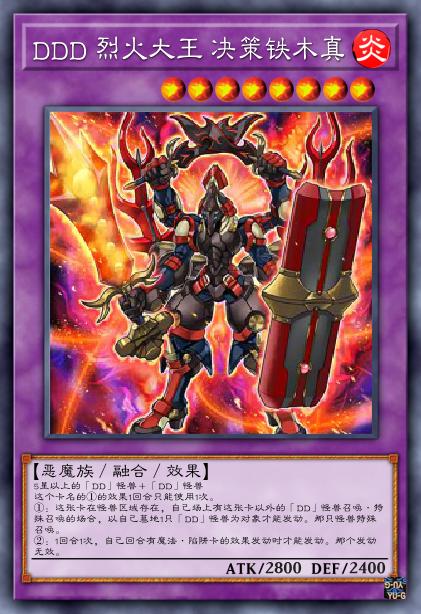 DDD 烈火大王 决策铁木真
炎
【恶魔族／融合／效果】
5星以上的「DD」怪兽＋「DD」怪兽
这个卡名的①的效果1回合只能使用1次。
①：这张卡在怪兽区域存在，自己场上有这张卡以外的「DD」怪兽召唤·特
殊召唤的场合，以自己墓地1只「DD」怪兽为对象才能发动。那只怪兽特殊
召唤。
②：1回合1次，自己回合有魔法·陷阱卡的效果发动时才能发动。那个发动
无效。
ATK/2800 DEF/2400